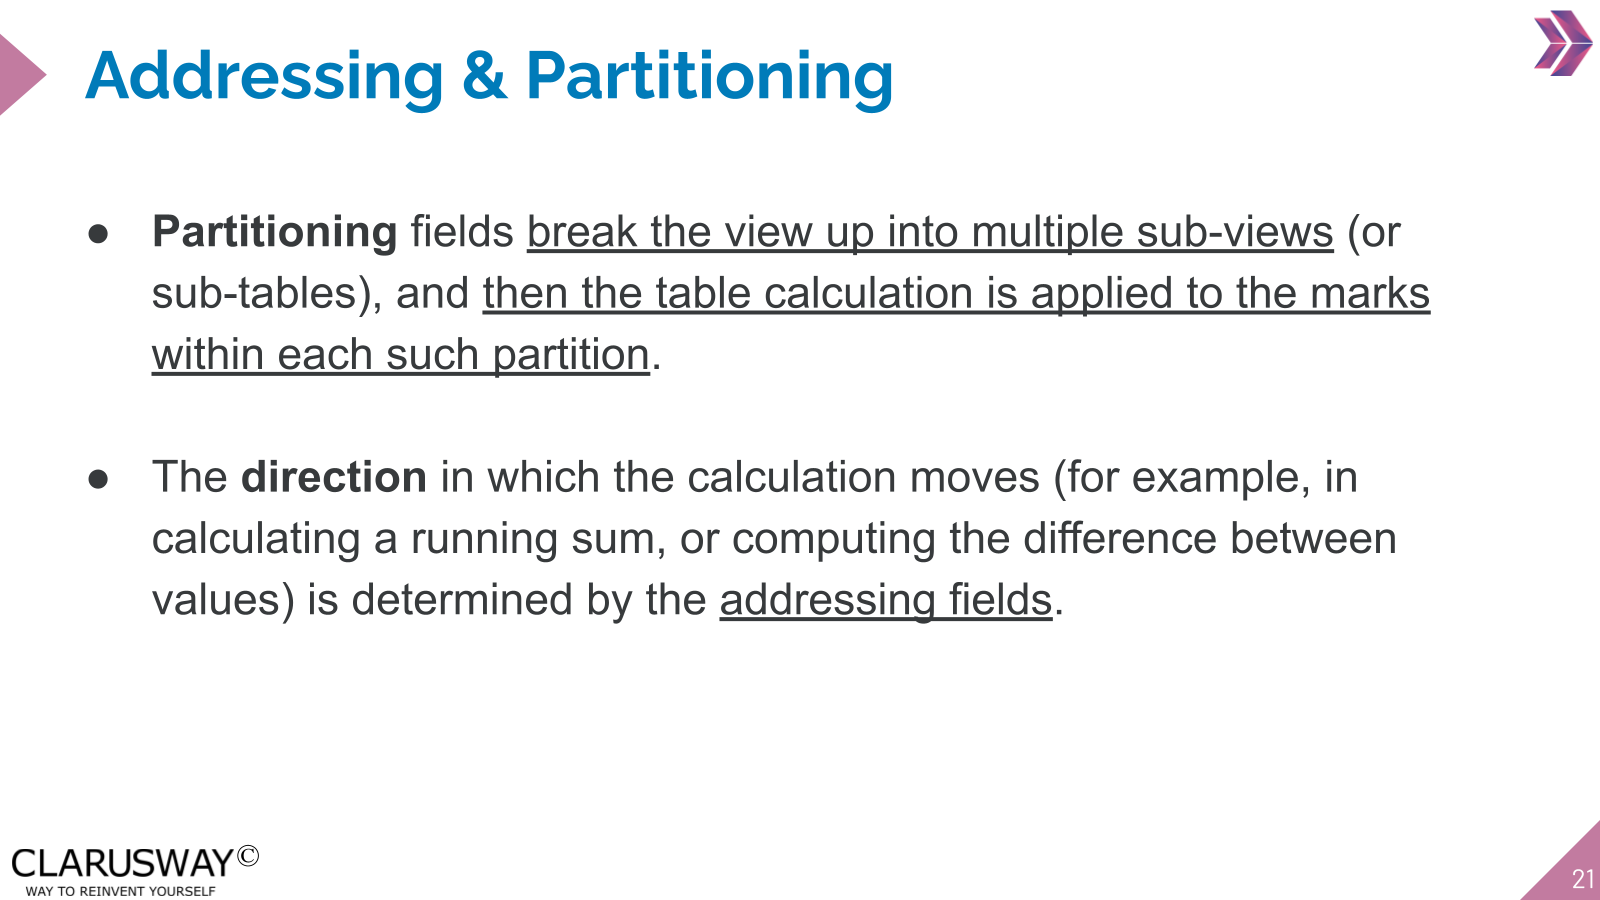 Addressing & Partitioning
● Partitioning fields break the view up into multiple sub-views (or
sub-tables), and then the table calculation is applied to the marks
within each such partition.
● The direction in which the calculation moves (for example, in
calculating a running sum, or computing the difference between
values) is determined by the addressing fields.
CLARUSWAY©
WAY TO REINVENT YOURSELF
21